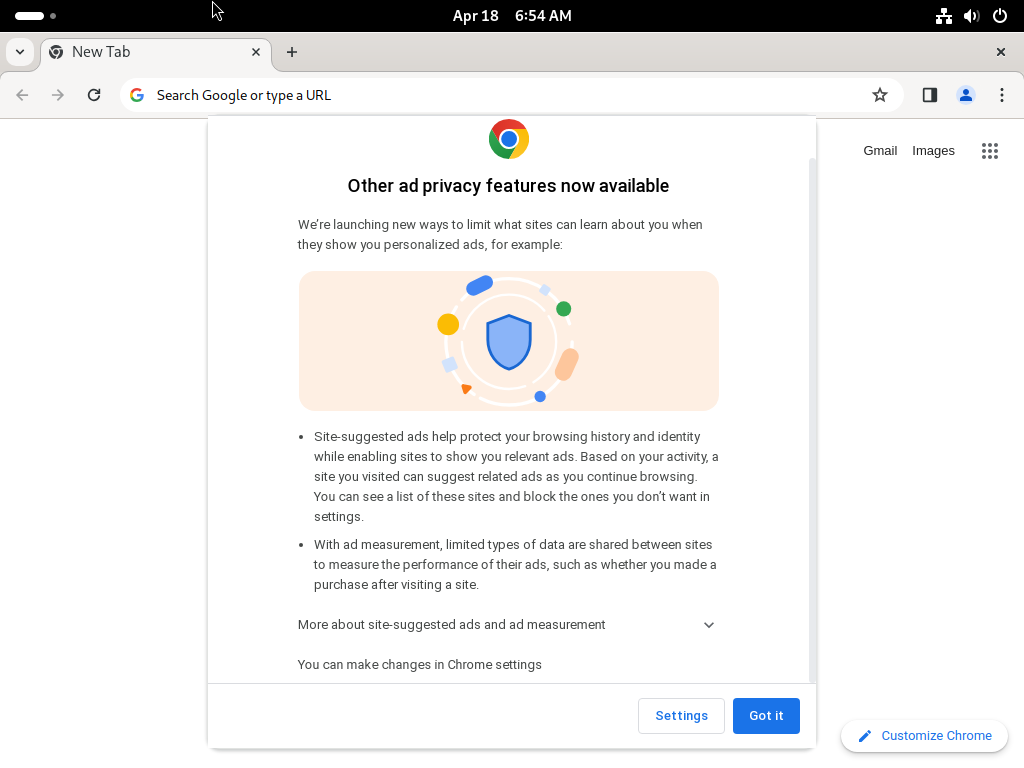 Apr 18 6:54 AM
New Tab
Search Google or type a URL
Gmail Images
Other ad privacy features now available
We're launching new ways to limit what sites can learn about you when
they show you personalized ads, for example:
• Site-suggested ads help protect your browsing history and identity
while enabling sites to show you relevant ads. Based on your activity, a
site you visited can suggest related ads as you continue browsing.
You can see a list of these sites and block the ones you don't want in
settings.
• With ad measurement, limited types of data are shared between sites
to measure the performance of their ads, such as whether you made a
purchase after visiting a site.
More about site-suggested ads and ad measurement
You can make changes in Chrome settings
Settings Got it
Customize Chrome